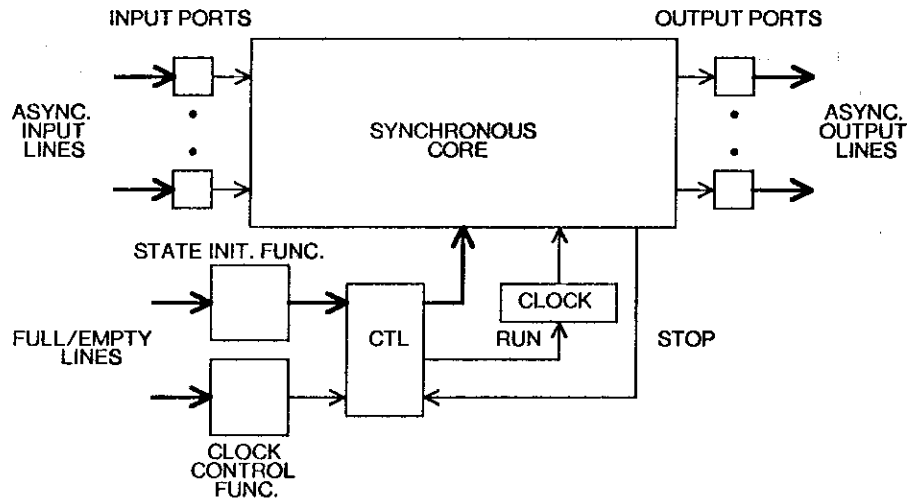 INPUT PORTS
OUTPUT PORTS
ASYNC.
INPUT
LINES
SYNCHRONOUS
CORE
ASYNC.
OUTPUT
LINES
STATE INIT. FUNC.
FULL/EMPTY
LINES
CTL
CLOCK
RUN
STOP
CLOCK
CONTROL
FUNC.